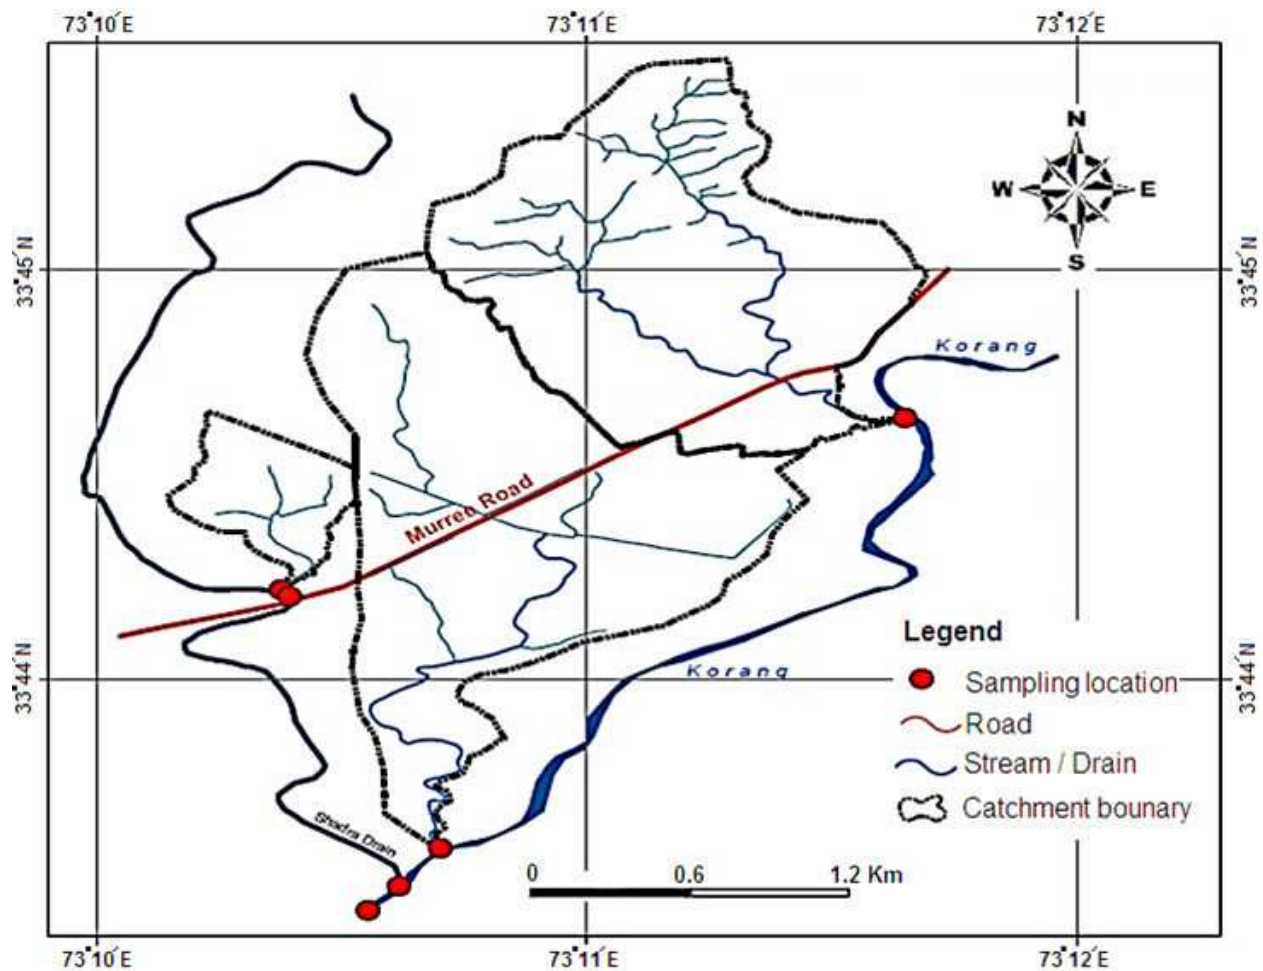 73°10´E 73°11´E 73°12´E
N
W E
S
33°45´N 33°45´N
Korang
Murree Road
Legend
Sampling location
Road
Stream / Drain
Catchment bounary
33°44´N 33°44´N
Korang
Shadra Drain
0 0.6 1.2 Km
73°10´E 73°11´E 73°12´E